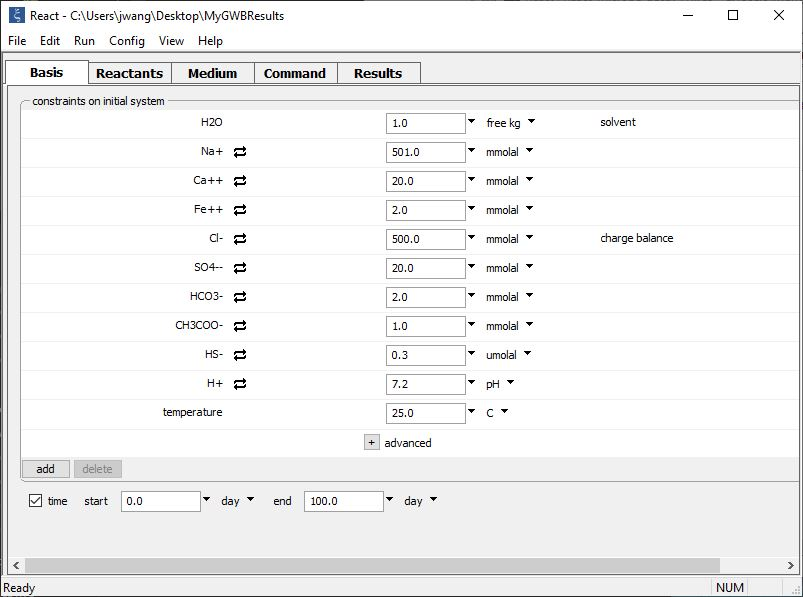 React - C:\Users\jwang\Desktop\MyGWBResults
File Edit Run Config View Help
Basis Reactants Medium Command Results
constraints on initial system
H2O 1.0 free kg solvent
Na+ 501.0 mmolal
Ca++ 20.0 mmolal
Fe++ 2.0 mmolal
Cl- 500.0 mmolal charge balance
SO4-- 20.0 mmolal
HCO3- 2.0 mmolal
CH3COO- 1.0 mmolal
HS- 0.3 umolal
H+ 7.2 pH
temperature 25.0 C
+ advanced
add delete
time start 0.0 day end 100.0 day
Ready NUM